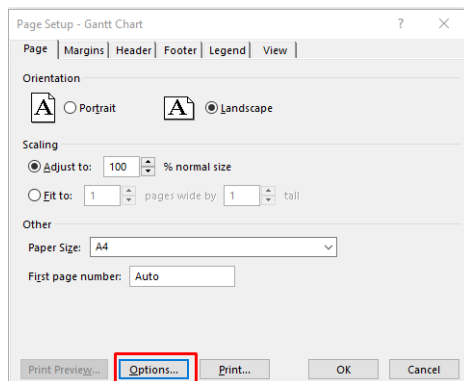 Page Setup - Gantt Chart ?
Page Margins Header Footer Legend View
Orientation
A Portrait A Landscape
Scaling
Adjust to: 100 % normal size
Fit to: 1 pages wide by 1 tall
Other
Paper Size: A4
First page number: Auto
Print Preview... Options... Print... OK Cancel